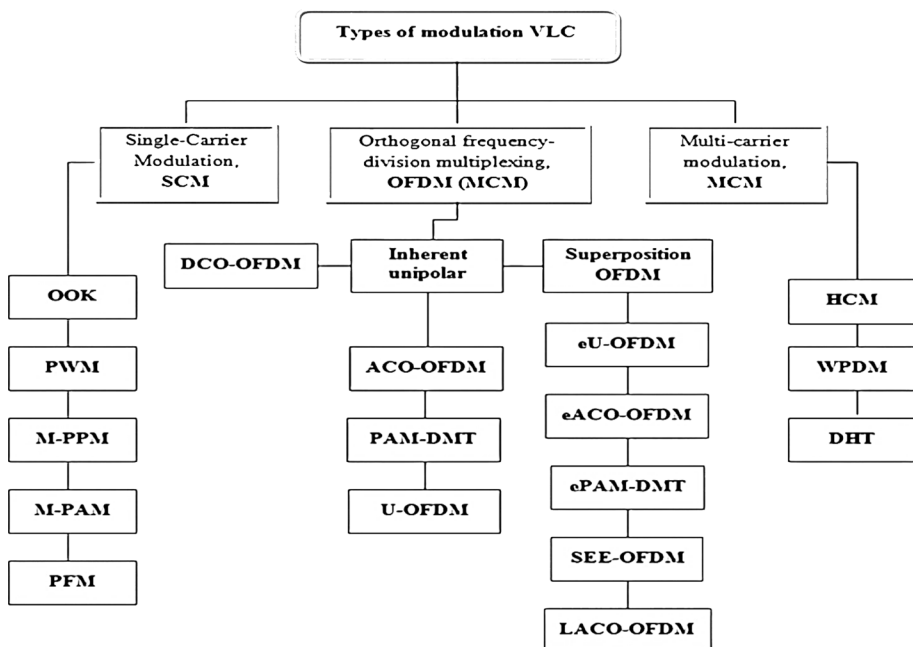 Types of modulation VLC
Single-Carrier
Modulation,
SCM
Orthogonal frequency-
division multiplexing,
OFDM (MCM)
Multi-carrier
modulation,
MCM
DCO-OFDM
Inherent
unipolar
Superposition
OFDM
OOK
PWM
M-PPM
M-PAM
PFM
ACO-OFDM
PAM-DMT
U-OFDM
eU-OFDM
eACO-OFDM
ePAM-DMT
SEE-OFDM
LACO-OFDM
HCM
WPDM
DHT